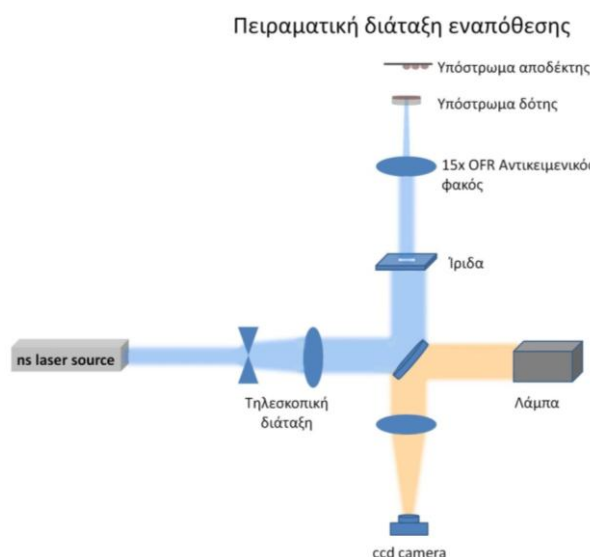 Πειραματική διάταξη εναπόθεσης
Υπόστρωμα αποδέκτης
Υπόστρωμα δότης
15x OFR Αντικειμενικός
φακός
Ίριδα
ns laser source
Τηλεσκοπική
διάταξη
Λάμπα
ccd camera